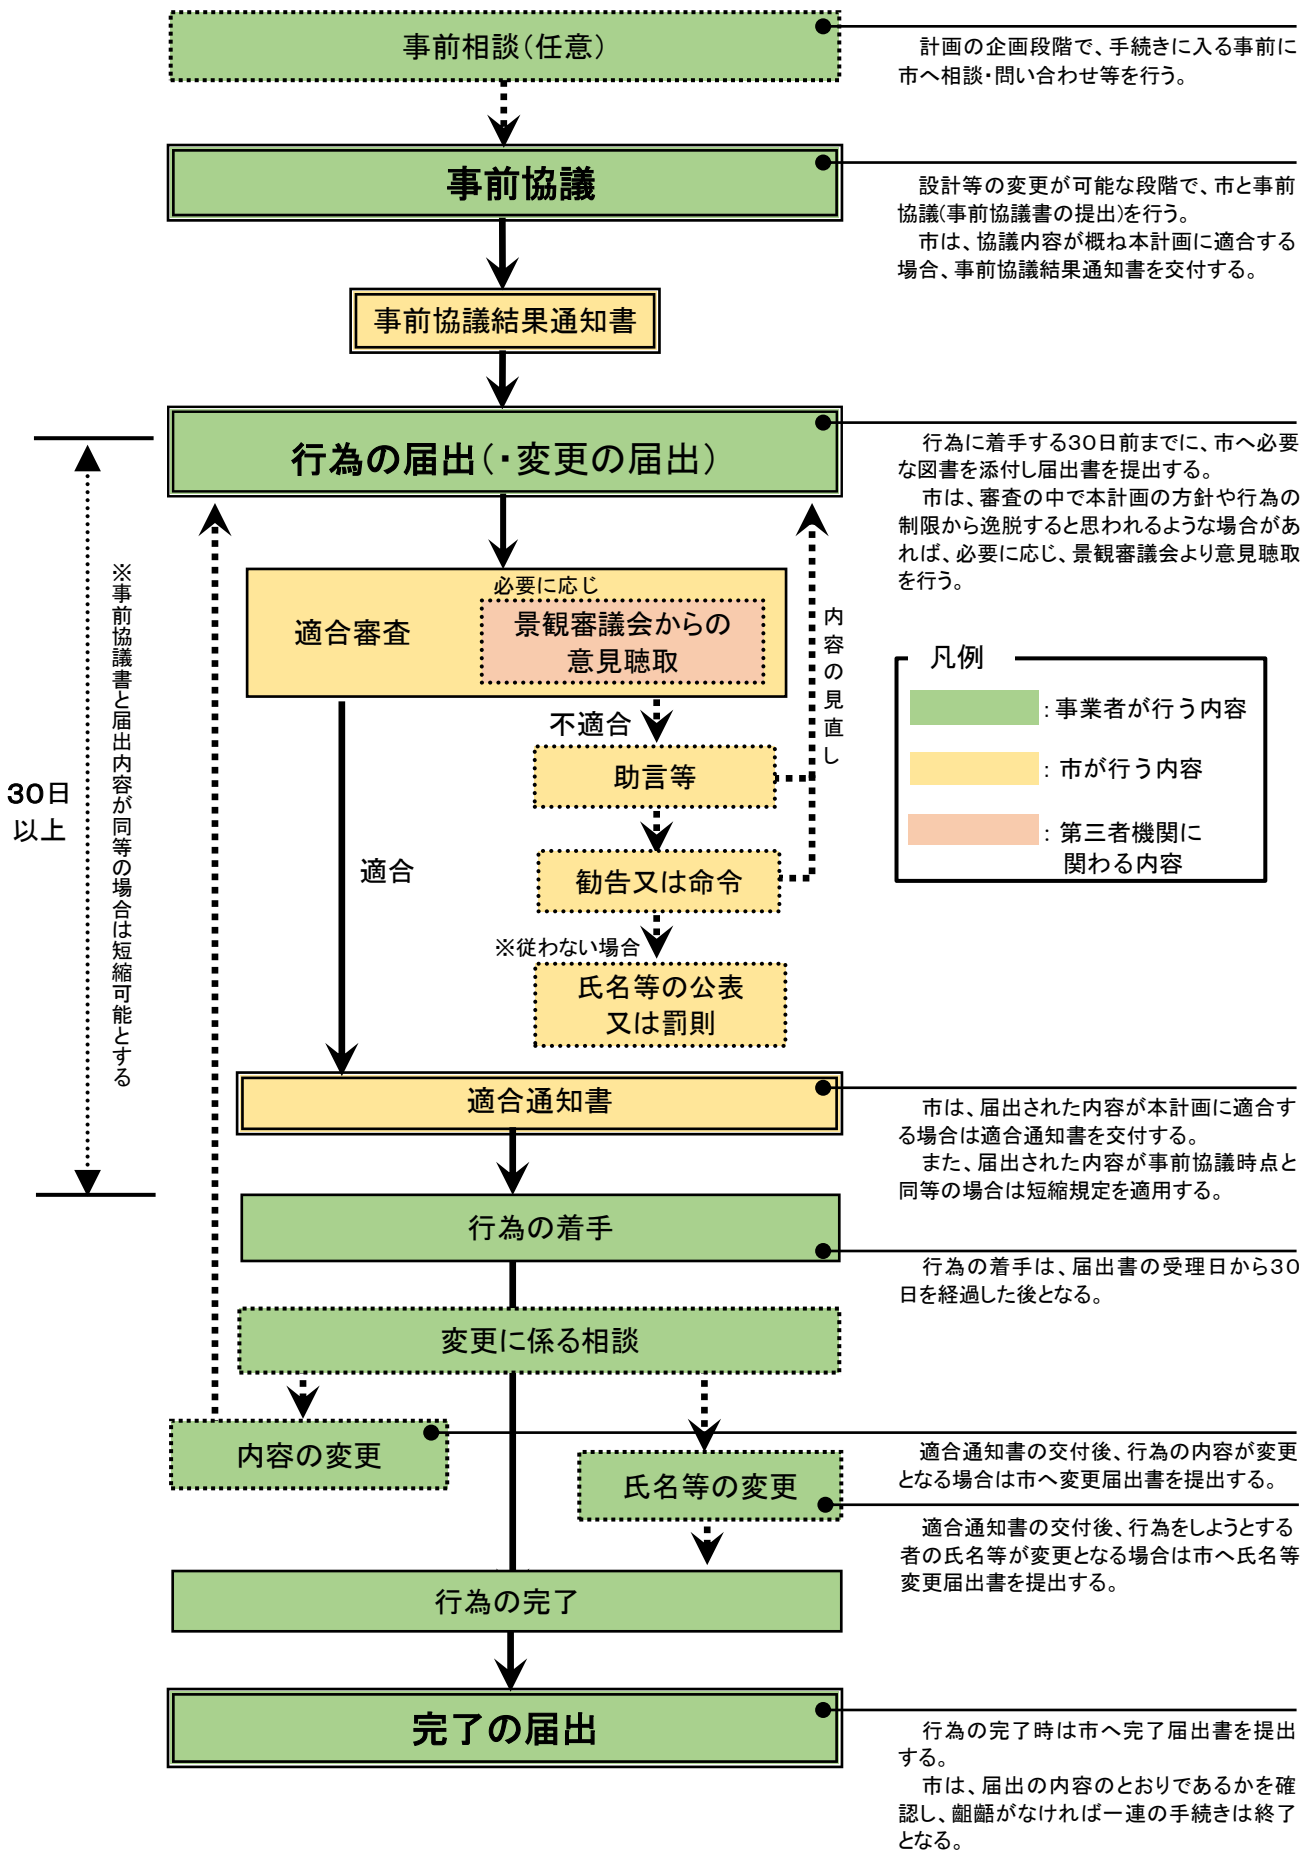 事前相談(任意)
計画の企画段階で、手続きに入る事前に
市へ相談・問い合わせ等を行う。
事前協議
設計等の変更が可能な段階で、市と事前
協議(事前協議書の提出)を行う。
市は、協議内容が概ね本計画に適合する
場合、事前協議結果通知書を交付する。
事前協議結果通知書
行為の届出(・変更の届出)
行為に着手する30日前までに、市へ必要
な図書を添付し届出書を提出する。
市は、審査の中で本計画の方針や行為の
制限から逸脱すると思われるような場合があ
れば、必要に応じ、景観審議会より意見聴取
を行う。
30日
以上
※事前協議書と届出内容が同等の場合は短縮可能とする
適合審査
必要に応じ
景観審議会からの
意見聴取
内容の見直し
凡例
：事業者が行う内容
：市が行う内容
：第三者機関に
関わる内容
不適合
助言等
適合
勧告又は命令
※従わない場合
氏名等の公表
又は罰則
適合通知書
市は、届出された内容が本計画に適合す
る場合は適合通知書を交付する。
また、届出された内容が事前協議時点と
同等の場合は短縮規定を適用する。
行為の着手
行為の着手は、届出書の受理日から30
日を経過した後となる。
変更に係る相談
内容の変更
適合通知書の交付後、行為の内容が変更
となる場合は市へ変更届出書を提出する。
氏名等の変更
適合通知書の交付後、行為をしようとする
者の氏名等が変更となる場合は市へ氏名等
変更届出書を提出する。
行為の完了
完了の届出
行為の完了時は市へ完了届出書を提出
する。
市は、届出の内容のとおりであるかを確
認し、齟齬がなければ一連の手続きは終了
となる。